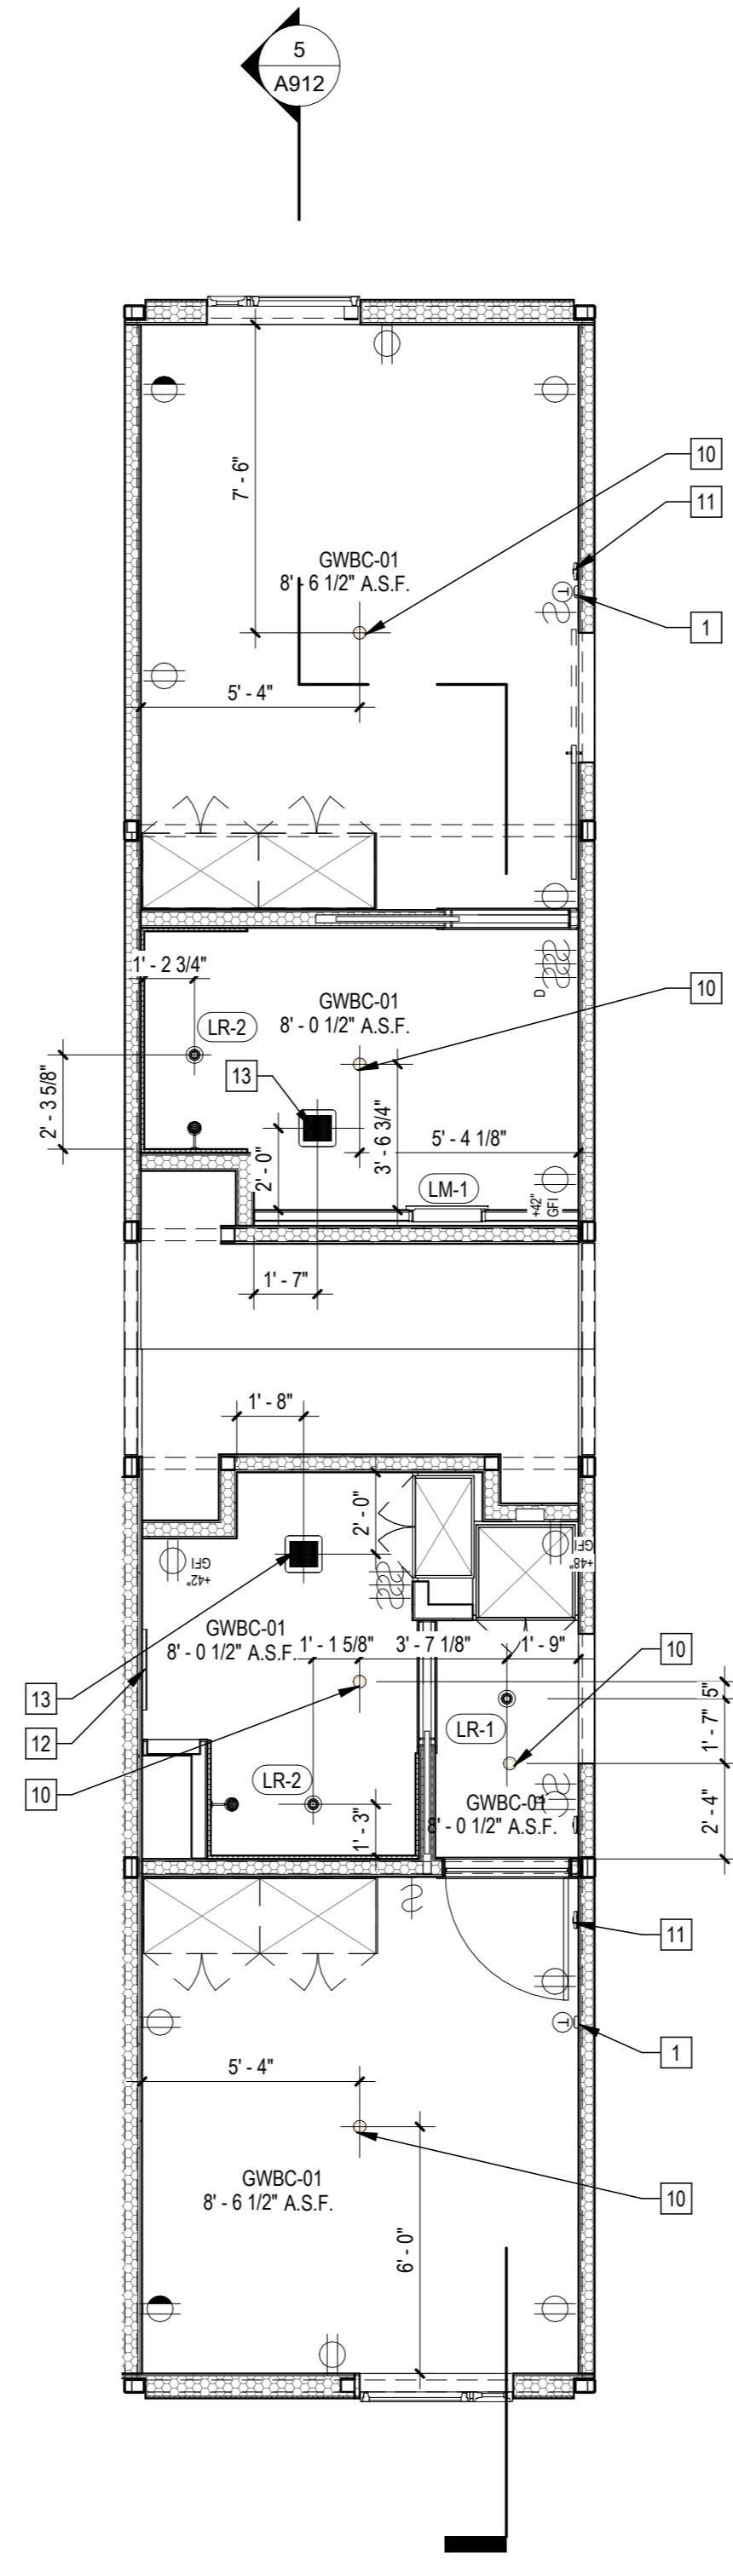 5
A912
10
11
7' - 6"
GWBC-01
8' - 6 1/2" A.S.F.
T
1
5' - 4"
1' - 2 3/4"
GWBC-01
8' - 0 1/2" A.S.F.
D
10
LR-2
13
2' - 3 5/8"
3' - 6 3/4"
5' - 4 1/8"
2' - 0"
LM-1
+42"
GFI
1' - 7"
1' - 8"
2' - 0"
GFI
+42"
GFI
+48"
GWBC-01
8' - 0 1/2" A.S.F.
1' - 1 5/8"
3' - 7 1/8"
1' - 9"
10
13
12
10
5"
1' - 7"
LR-1
LR-2
GWBC-01
8' - 0 1/2" A.S.F.
1' - 3"
2' - 4"
11
T
1
5' - 4"
GWBC-01
8' - 6 1/2" A.S.F.
10
6' - 0"